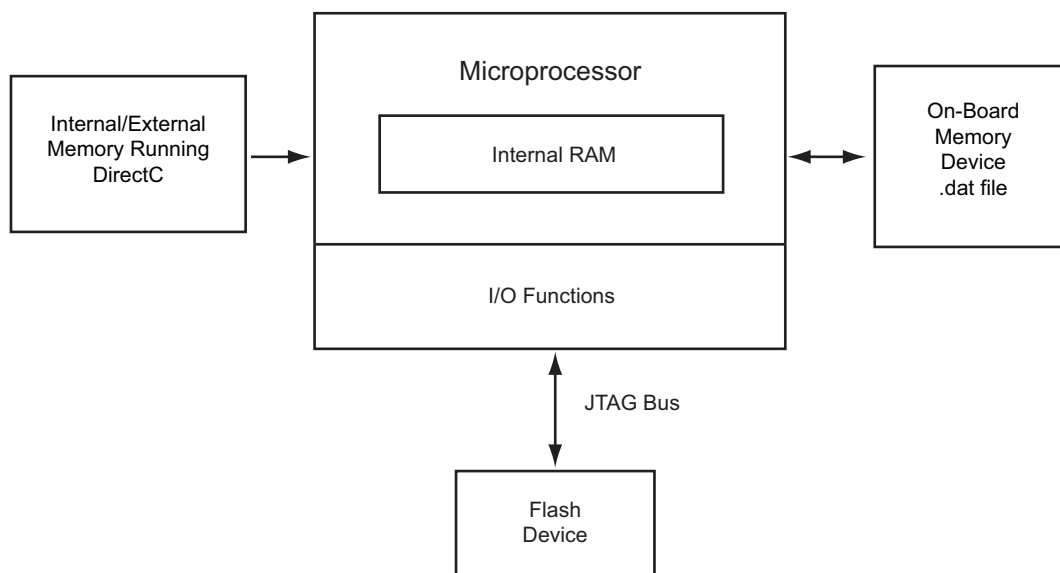 Microprocessor
Internal RAM
I/O Functions
Internal/External
Memory Running
DirectC
On-Board
Memory
Device
.dat file
JTAG Bus
Flash
Device